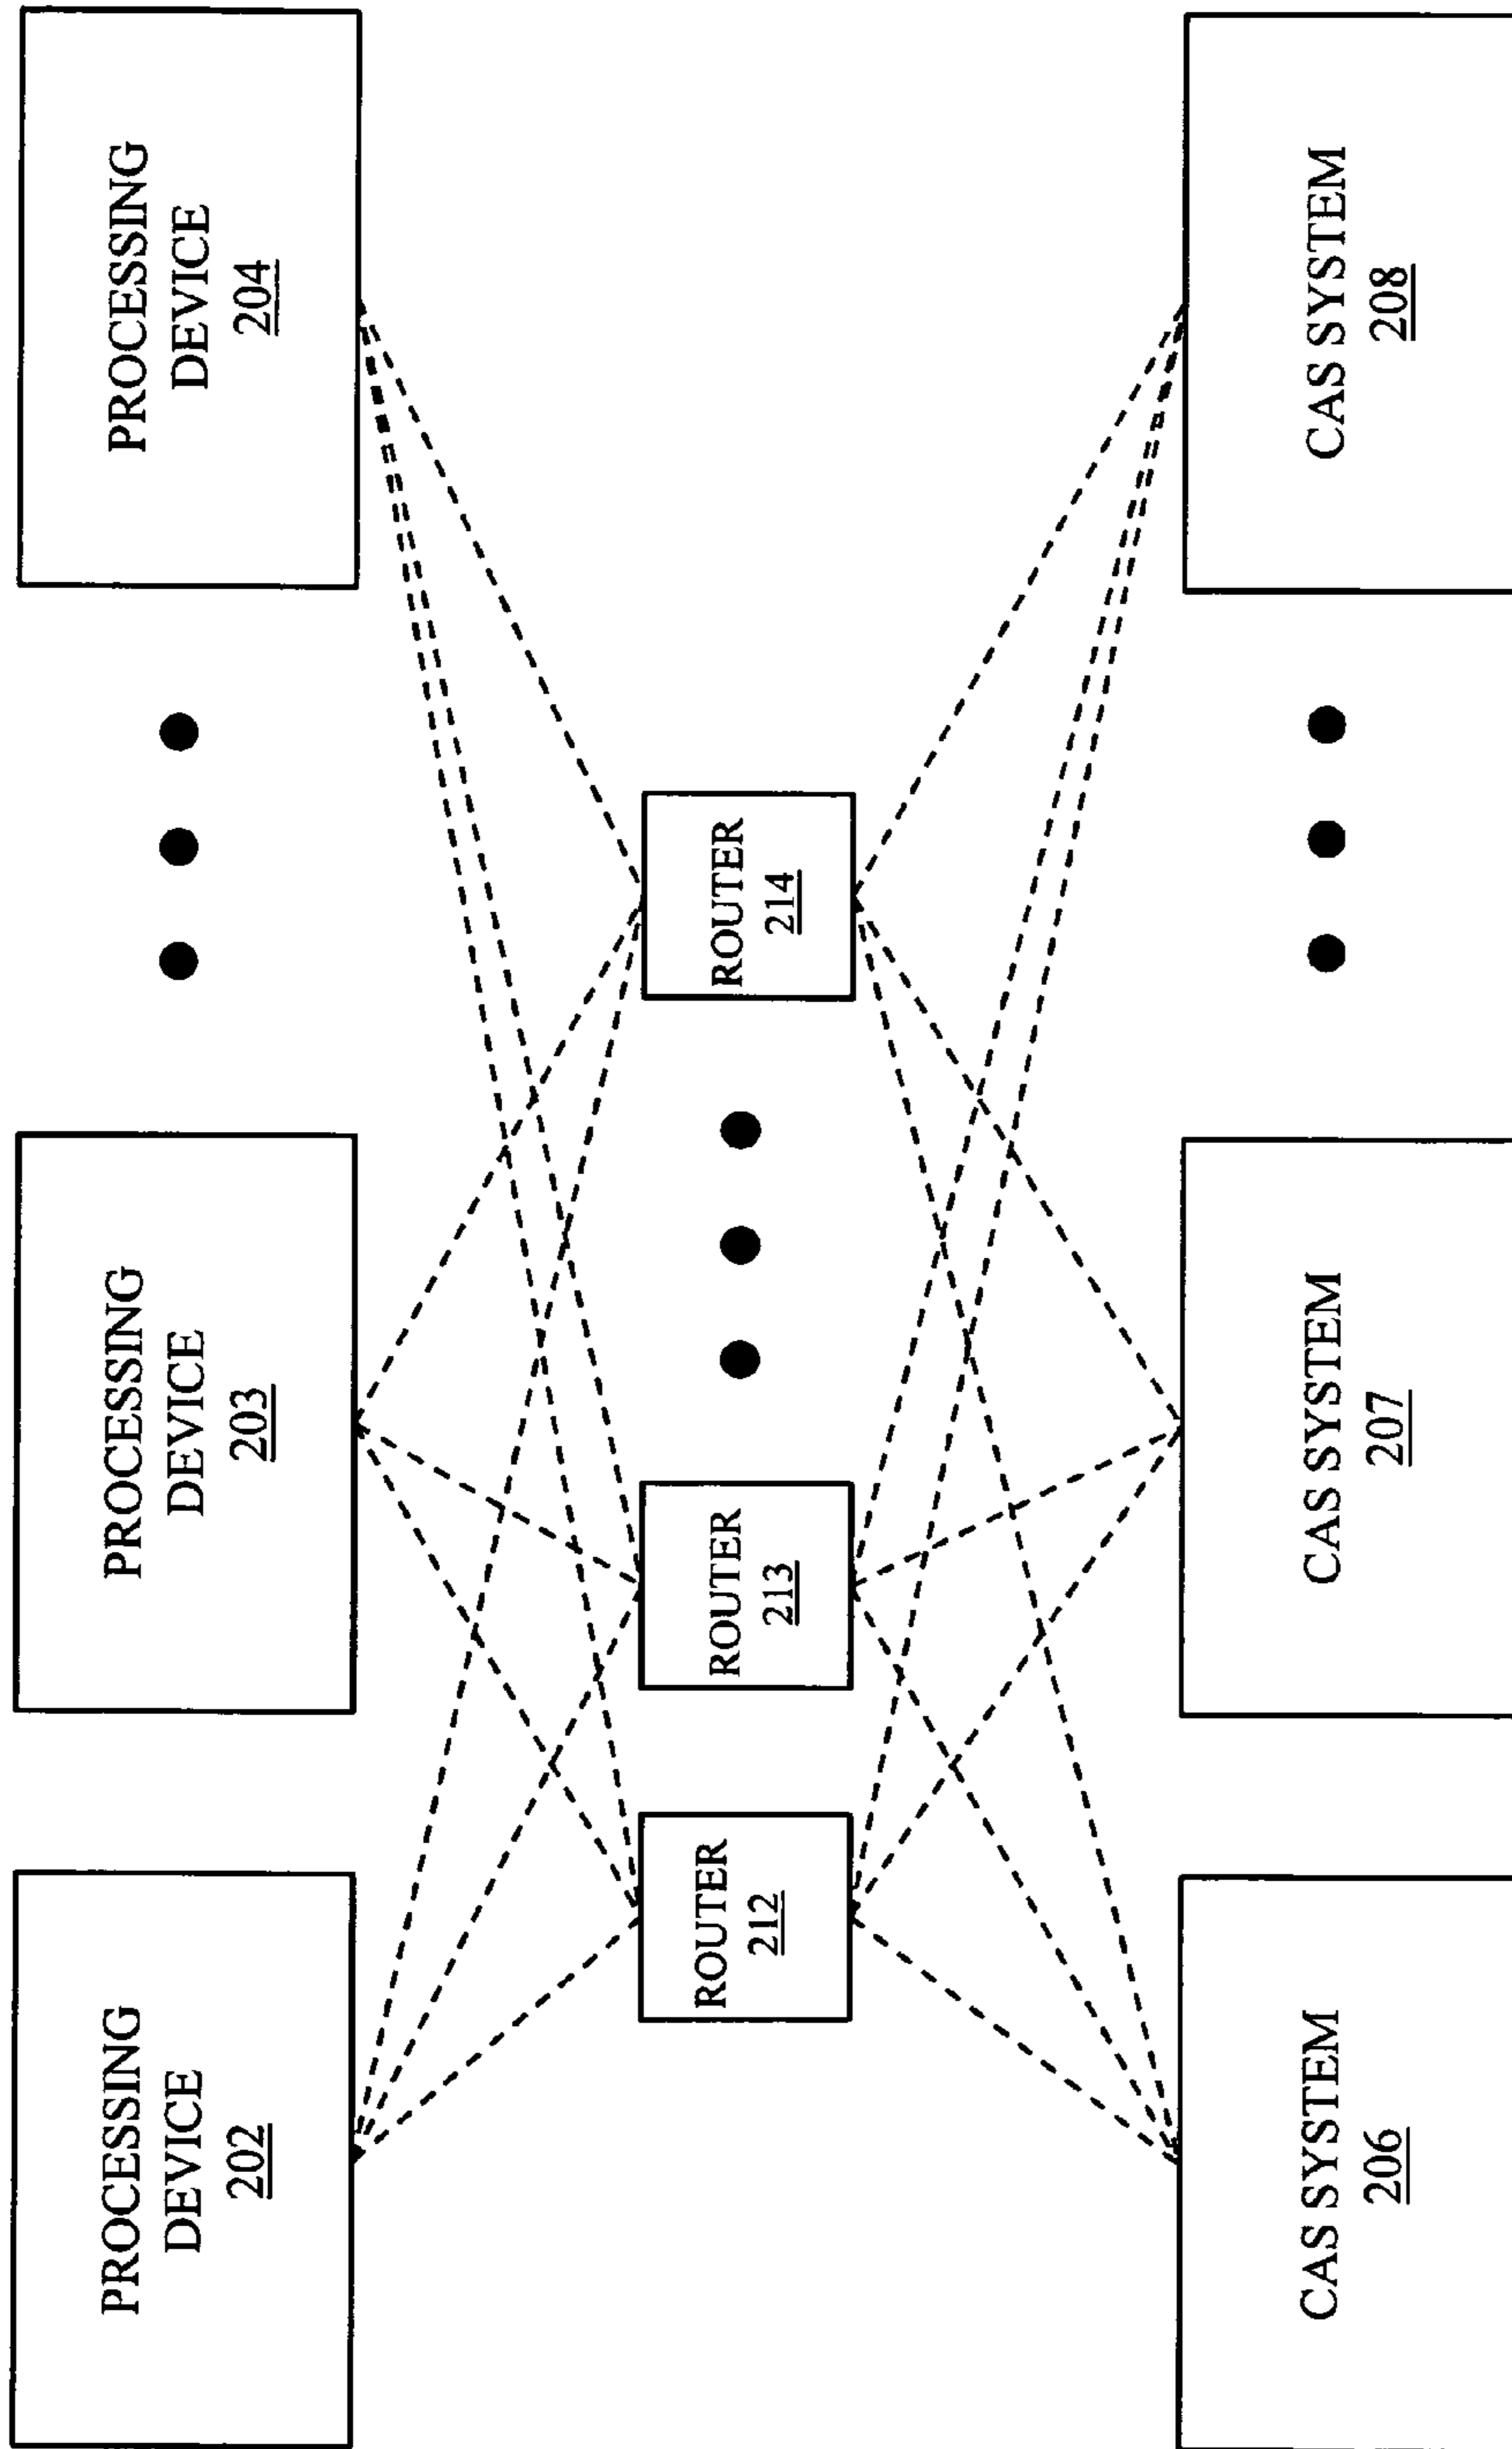 PROCESSING
DEVICE
202
PROCESSING
DEVICE
203
PROCESSING
DEVICE
204
ROUTER
212
ROUTER
213
ROUTER
214
CAS SYSTEM
206
CAS SYSTEM
207
CAS SYSTEM
208